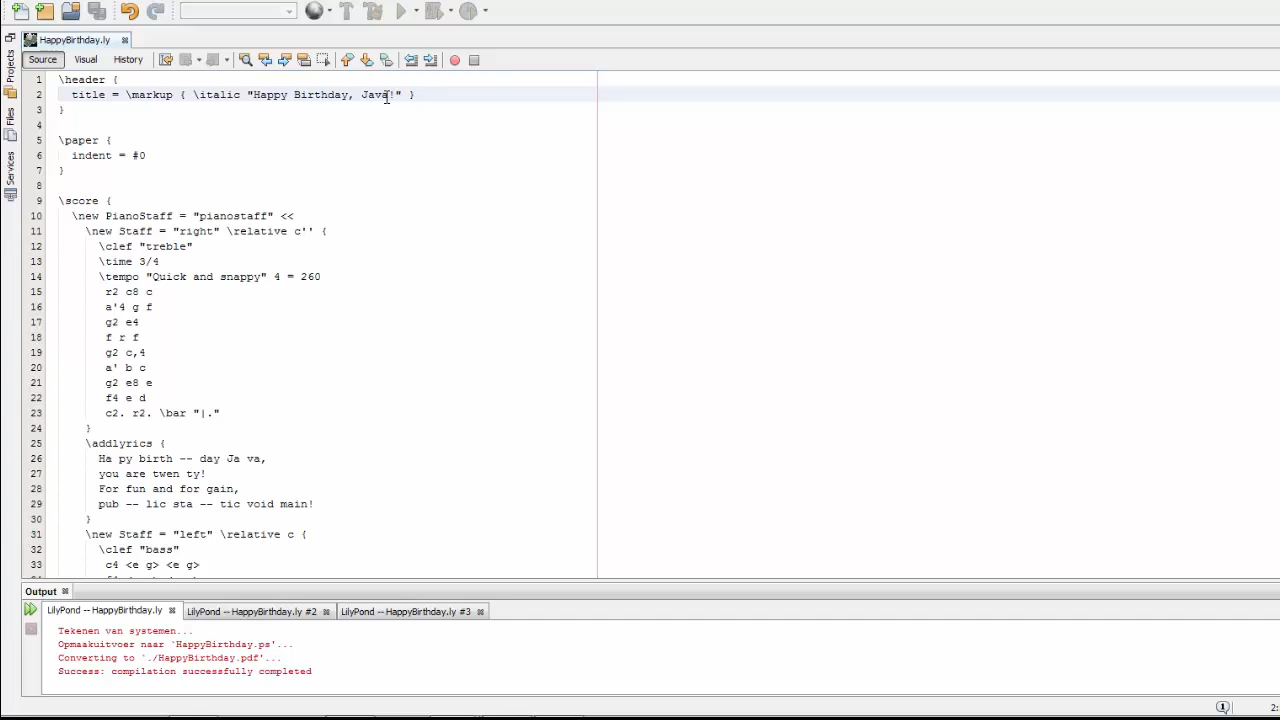 HappyBirthday.ly
Source Visual History
Projects
Files
Services
1 \header {
2 title = \markup { \italic "Happy Birthday, Java!" }
3 }
4
5 \paper {
6 indent = #0
7 }
8
9 \score {
10 \new PianoStaff = "pianostaff" <<
11 \new Staff = "right" \relative c'' {
12 \clef "treble"
13 \time 3/4
14 \tempo "Quick and snappy" 4 = 260
15 r2 c8 c
16 a'4 g f
17 g2 e4
18 f r f
19 g2 c,4
20 a' b c
21 g2 e8 e
22 f4 e d
23 c2. r2. \bar "|."
24 }
25 \addlyrics {
26 Ha py birth -- day Ja va,
27 you are twen ty!
28 For fun and for gain,
29 pub -- lic sta -- tic void main!
30 }
31 \new Staff = "left" \relative c {
32 \clef "bass"
33 c4 <e g> <e g>
Output
LilyPond -- HappyBirthday.ly LilyPond -- HappyBirthday.ly #2 LilyPond -- HappyBirthday.ly #3
Tekenen van systemen...
Opmaakuitvoer naar `HappyBirthday.ps'...
Converting to `./HappyBirthday.pdf'...
Success: compilation successfully completed
1 2: